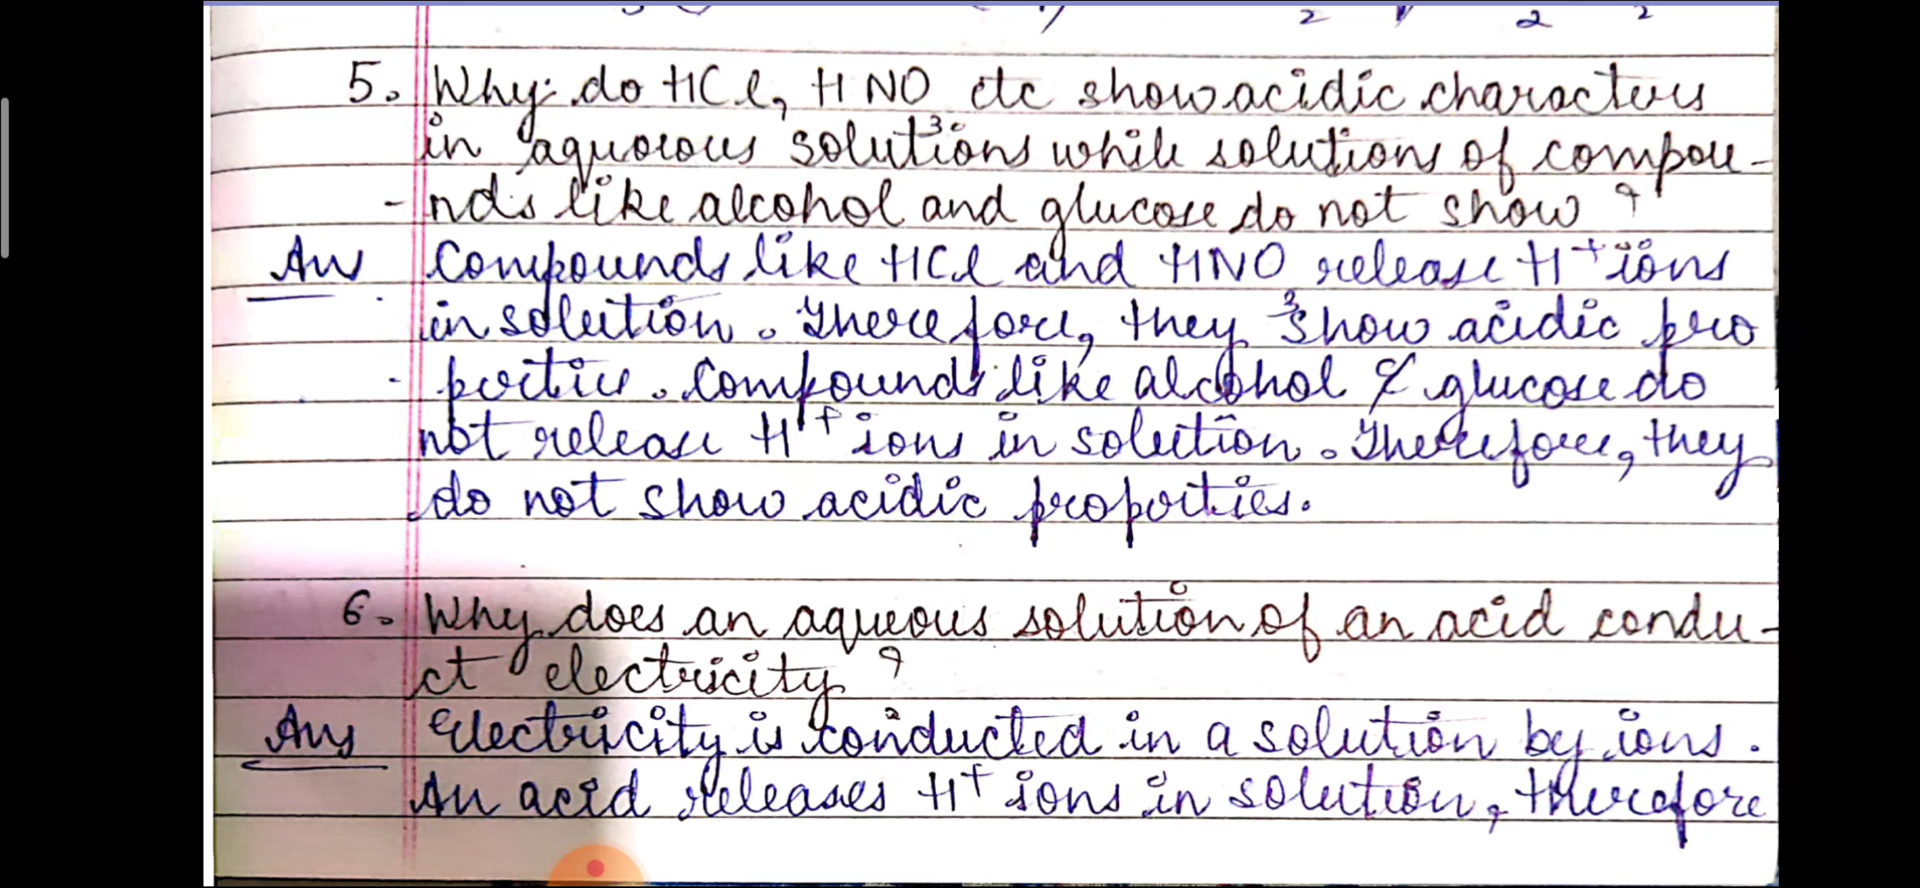 5. Why do HCl, HNO₃ etc show acidic characters
in aquorous solutions while solutions of compou-
-nds like alcohol and glucose do not show ?
Ans Compounds like HCl and HNO₃ release H⁺ ions
in solution. Therefore, they show acidic pro
-perties. Compounds like alcohol & glucose do
not release H⁺ ions in solution. Therefore, they
do not show acidic properties.
6. Why does an aqueous solution of an acid condu-
ct electricity ?
Ans Electricity is conducted in a solution by ions.
An acid releases H⁺ ions in solution, therefore